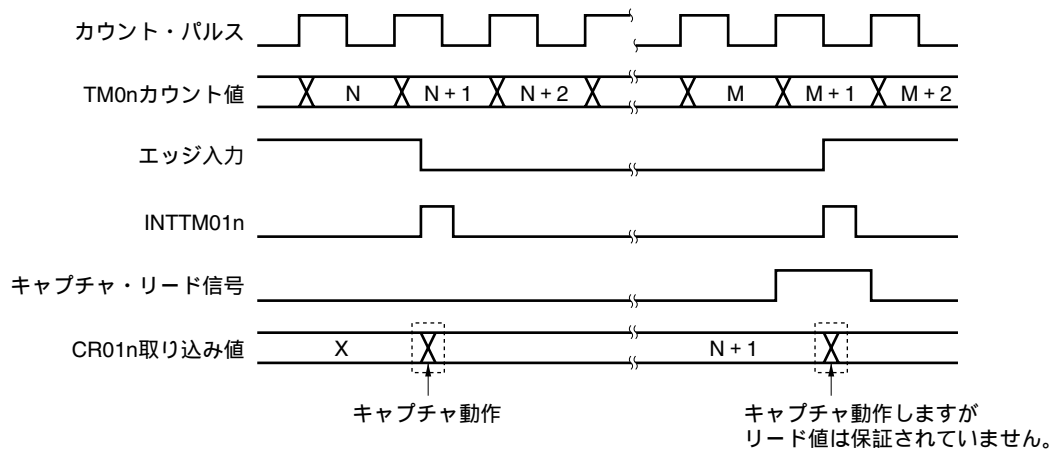 カウント・パルス
TM0nカウント値 N N + 1 N + 2 M M + 1 M + 2
エッジ入力
INTTM01n
キャプチャ・リード信号
CR01n取り込み値 X N + 1
キャプチャ動作
キャプチャ動作しますが
リード値は保証されていません。